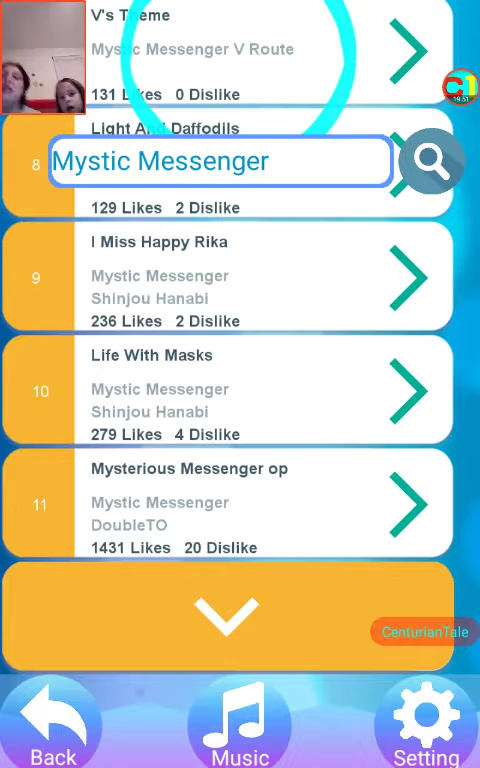 V's Theme
Mystic Messenger V Route
131 Likes 0 Dislike
C1
19:51
Light And Daffodils
8
Mystic Messenger
129 Likes 2 Dislike
I Miss Happy Rika
9
Mystic Messenger
Shinjou Hanabi
236 Likes 2 Dislike
Life With Masks
10
Mystic Messenger
Shinjou Hanabi
279 Likes 4 Dislike
Mysterious Messenger op
11
Mystic Messenger
DoubleTO
1431 Likes 20 Dislike
CenturianTale
Back
Music
Setting